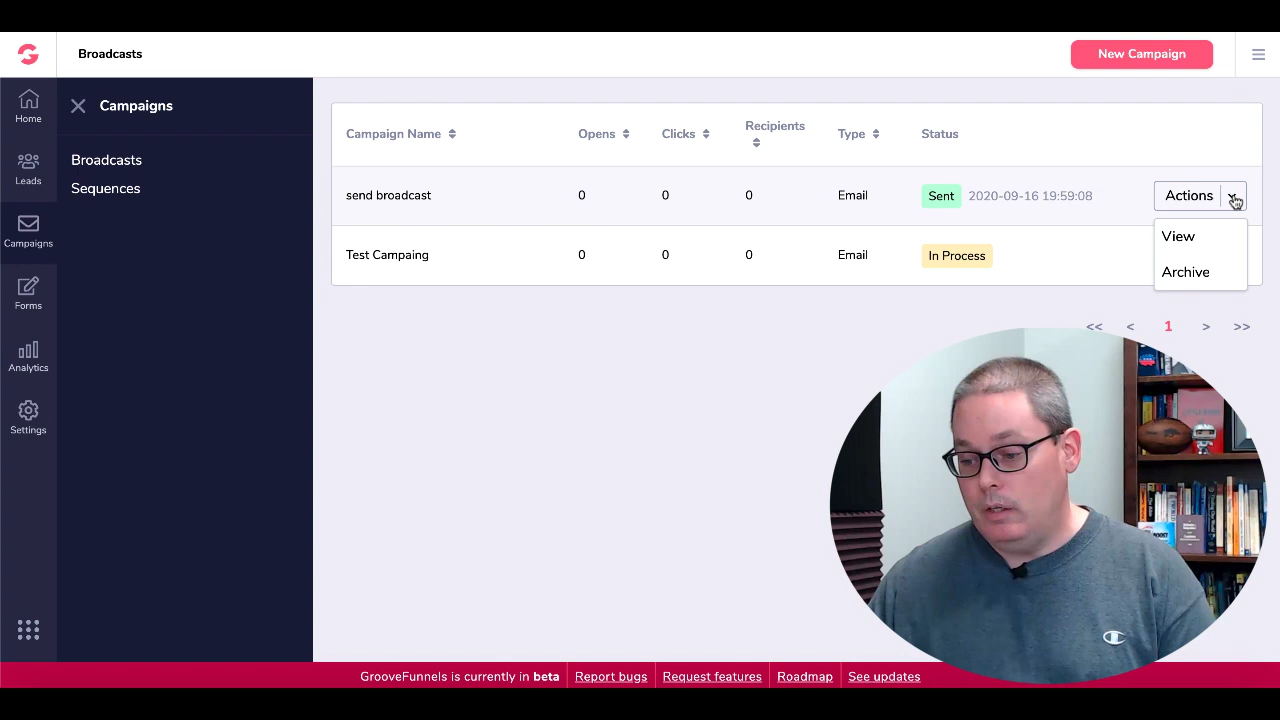 Broadcasts
New Campaign
Home
Leads
Campaigns
Forms
Analytics
Settings
Campaigns
Broadcasts
Sequences
Campaign Name Opens Clicks Recipients Type Status
send broadcast 0 0 0 Email Sent 2020-09-16 19:59:08 Actions
View
Archive
Test Campaing 0 0 0 Email In Process
<< < 1 > >>
GrooveFunnels is currently in beta Report bugs Request features Roadmap See updates